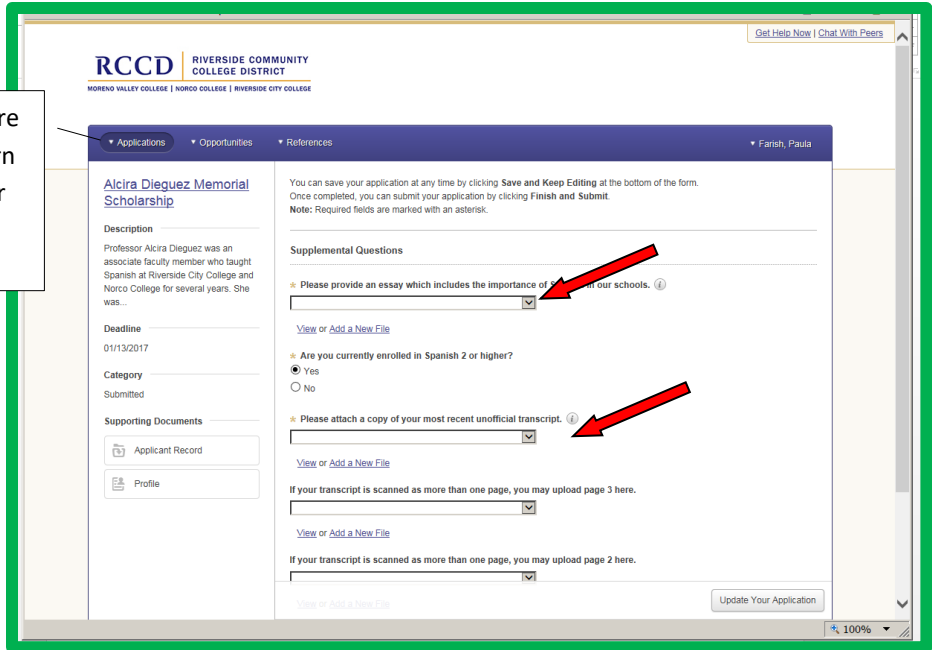 Get Help Now | Chat With Peers
RCCD
RIVERSIDE COMMUNITY
COLLEGE DISTRICT
MORENO VALLEY COLLEGE | NORCO COLLEGE | RIVERSIDE CITY COLLEGE
Applications
Opportunities
References
Farish, Paula
Alcira Dieguez Memorial
Scholarship
Description
Professor Alcira Dieguez was an
associate faculty member who taught
Spanish at Riverside City College and
Norco College for several years. She
was...
Deadline
01/13/2017
Category
Submitted
Supporting Documents
Applicant Record
Profile
You can save your application at any time by clicking Save and Keep Editing at the bottom of the form.
Once completed, you can submit your application by clicking Finish and Submit.
Note: Required fields are marked with an asterisk.
Supplemental Questions
* Please provide an essay which includes the importance of in our schools.
View or Add a New File
* Are you currently enrolled in Spanish 2 or higher?
Yes
No
* Please attach a copy of your most recent unofficial transcript.
View or Add a New File
If your transcript is scanned as more than one page, you may upload page 3 here.
View or Add a New File
If your transcript is scanned as more than one page, you may upload page 2 here.
View or Add a New File
Update Your Application
100%